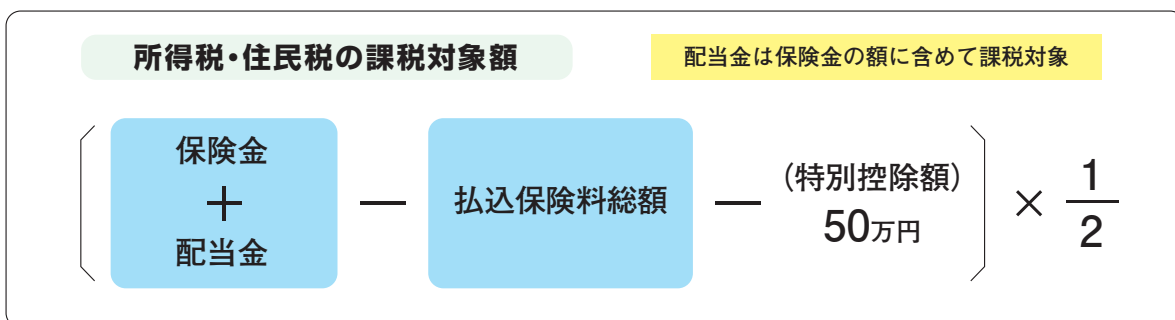 所得税・住民税の課税対象額
配当金は保険金の額に含めて課税対象
保険金
＋
配当金
―
払込保険料総額
―
(特別控除額)
50万円
×
1
2